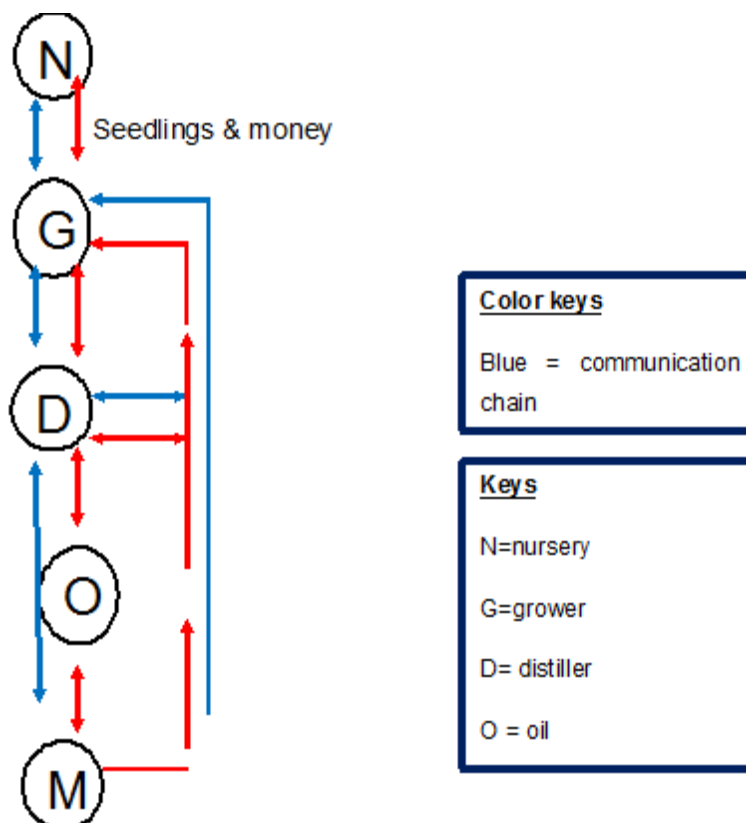 N
Seedlings & money
G
D
O
M
Color keys
Blue = communication
chain
Keys
N=nursery
G=grower
D= distiller
O = oil